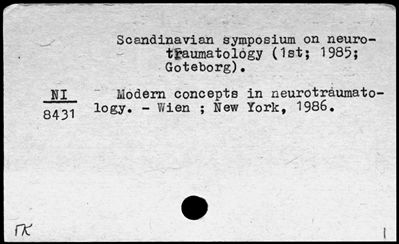 Scandinavian symposium on neuro-
traumatology (1st; 1985;
Goteborg).
NI Modern concepts in neurotraumato-
8431 logy. - Wien ; New York, 1986.
ГК 1